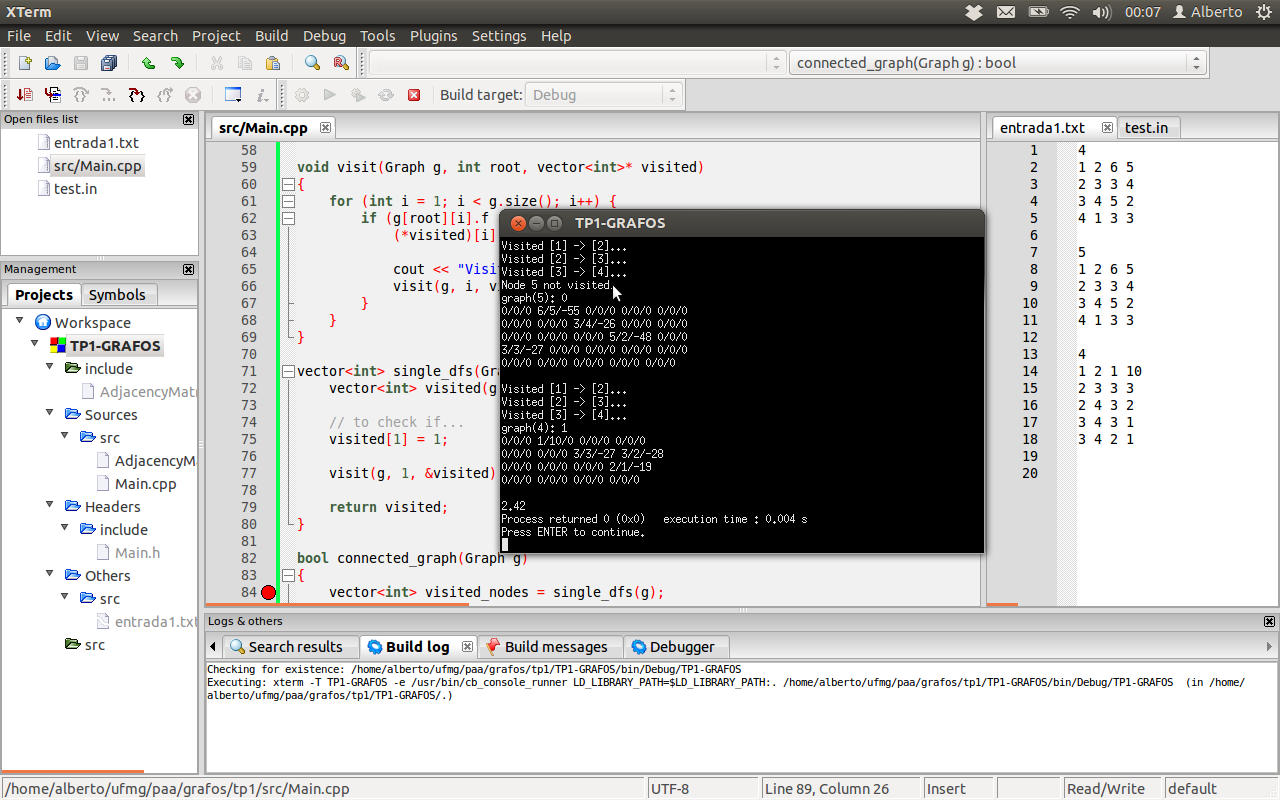 XTerm
00:07 Alberto
File Edit View Search Project Build Debug Tools Plugins Settings Help
connected_graph(Graph g) : bool
Build target: Debug
Open files list
entrada1.txt
src/Main.cpp
test.in
Management
Projects Symbols
Workspace
TP1-GRAFOS
include
AdjacencyMatr
Sources
src
AdjacencyMa
Main.cpp
Headers
include
Main.h
Others
src
entrada1.txt
src
src/Main.cpp
58
59 void visit(Graph g, int root, vector<int>* visited)
60 {
61 for (int i = 1; i < g.size(); i++) {
62 if (g[root][i].f
63 (*visited)[i]
64
65 cout << "Visit
66 visit(g, i, v
67 }
68 }
69 }
70
71 vector<int> single_dfs(Gra
72 vector<int> visited(g
73
74 // to check if...
75 visited[1] = 1;
76
77 visit(g, 1, &visited)
78
79 return visited;
80 }
81
82 bool connected_graph(Graph g)
83 {
84 vector<int> visited_nodes = single_dfs(g);
TP1-GRAFOS
Visited [1] -> [2]...
Visited [2] -> [3]...
Visited [3] -> [4]...
Node 5 not visited.
graph(5): 0
0/0/0 6/5/-55 0/0/0 0/0/0 0/0/0
0/0/0 0/0/0 3/4/-26 0/0/0 0/0/0
0/0/0 0/0/0 0/0/0 5/2/-48 0/0/0
3/3/-27 0/0/0 0/0/0 0/0/0 0/0/0
0/0/0 0/0/0 0/0/0 0/0/0 0/0/0
Visited [1] -> [2]...
Visited [2] -> [3]...
Visited [3] -> [4]...
graph(4): 1
0/0/0 1/10/0 0/0/0 0/0/0
0/0/0 0/0/0 3/3/-27 3/2/-28
0/0/0 0/0/0 0/0/0 2/1/-19
0/0/0 0/0/0 0/0/0 0/0/0
2.42
Process returned 0 (0x0) execution time : 0.004 s
Press ENTER to continue.
entrada1.txt test.in
1 4
2 1 2 6 5
3 2 3 3 4
4 3 4 5 2
5 4 1 3 3
6
7 5
8 1 2 6 5
9 2 3 3 4
10 3 4 5 2
11 4 1 3 3
12
13 4
14 1 2 1 10
15 2 3 3 3
16 2 4 3 2
17 3 4 3 1
18 3 4 2 1
19
20
Logs & others
Search results Build log Build messages Debugger
Checking for existence: /home/alberto/ufmg/paa/grafos/tp1/TP1-GRAFOS/bin/Debug/TP1-GRAFOS
Executing: xterm -T TP1-GRAFOS -e /usr/bin/cb_console_runner LD_LIBRARY_PATH=$LD_LIBRARY_PATH:. /home/alberto/ufmg/paa/grafos/tp1/TP1-GRAFOS/bin/Debug/TP1-GRAFOS (in /home/
alberto/ufmg/paa/grafos/tp1/TP1-GRAFOS/.)
/home/alberto/ufmg/paa/grafos/tp1/src/Main.cpp UTF-8 Line 89, Column 26 Insert Read/Write default